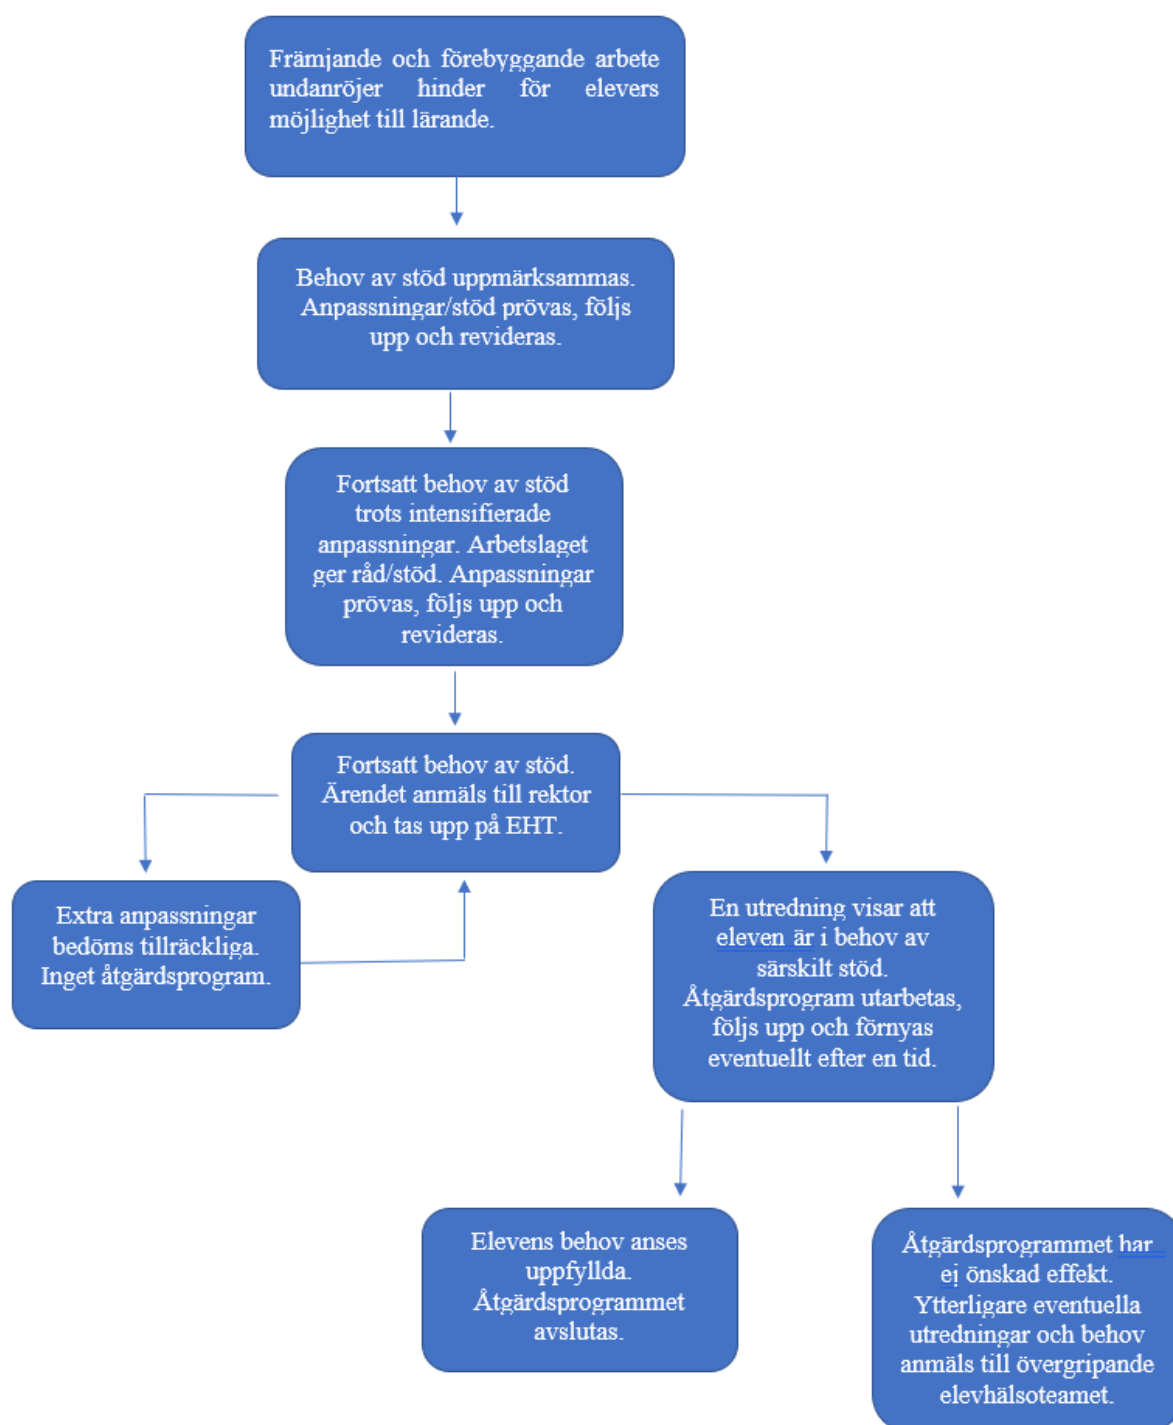 Främjande och förebyggande arbete
undanröjer hinder för elevers
möjlighet till lärande.
Behov av stöd uppmärksammas.
Anpassningar/stöd prövas, följs
upp och revideras.
Fortsatt behov av stöd
trots intensifierade
anpassningar. Arbetslaget
ger råd/stöd. Anpassningar
prövas, följs upp och
revideras.
Fortsatt behov av stöd.
Ärendet anmäls till rektor
och tas upp på EHT.
Extra anpassningar
bedöms tillräckliga.
Inget åtgärdsprogram.
En utredning visar att
eleven är i behov av
särskilt stöd.
Åtgärdsprogram utarbetas,
följs upp och förnyas
eventuellt efter en tid.
Elevens behov anses
uppfyllda.
Åtgärdsprogrammet
avslutas.
Åtgärdsprogrammet har
ej önskad effekt.
Ytterligare eventuella
utredningar och behov
anmäls till övergripande
elevhälsoteamet.